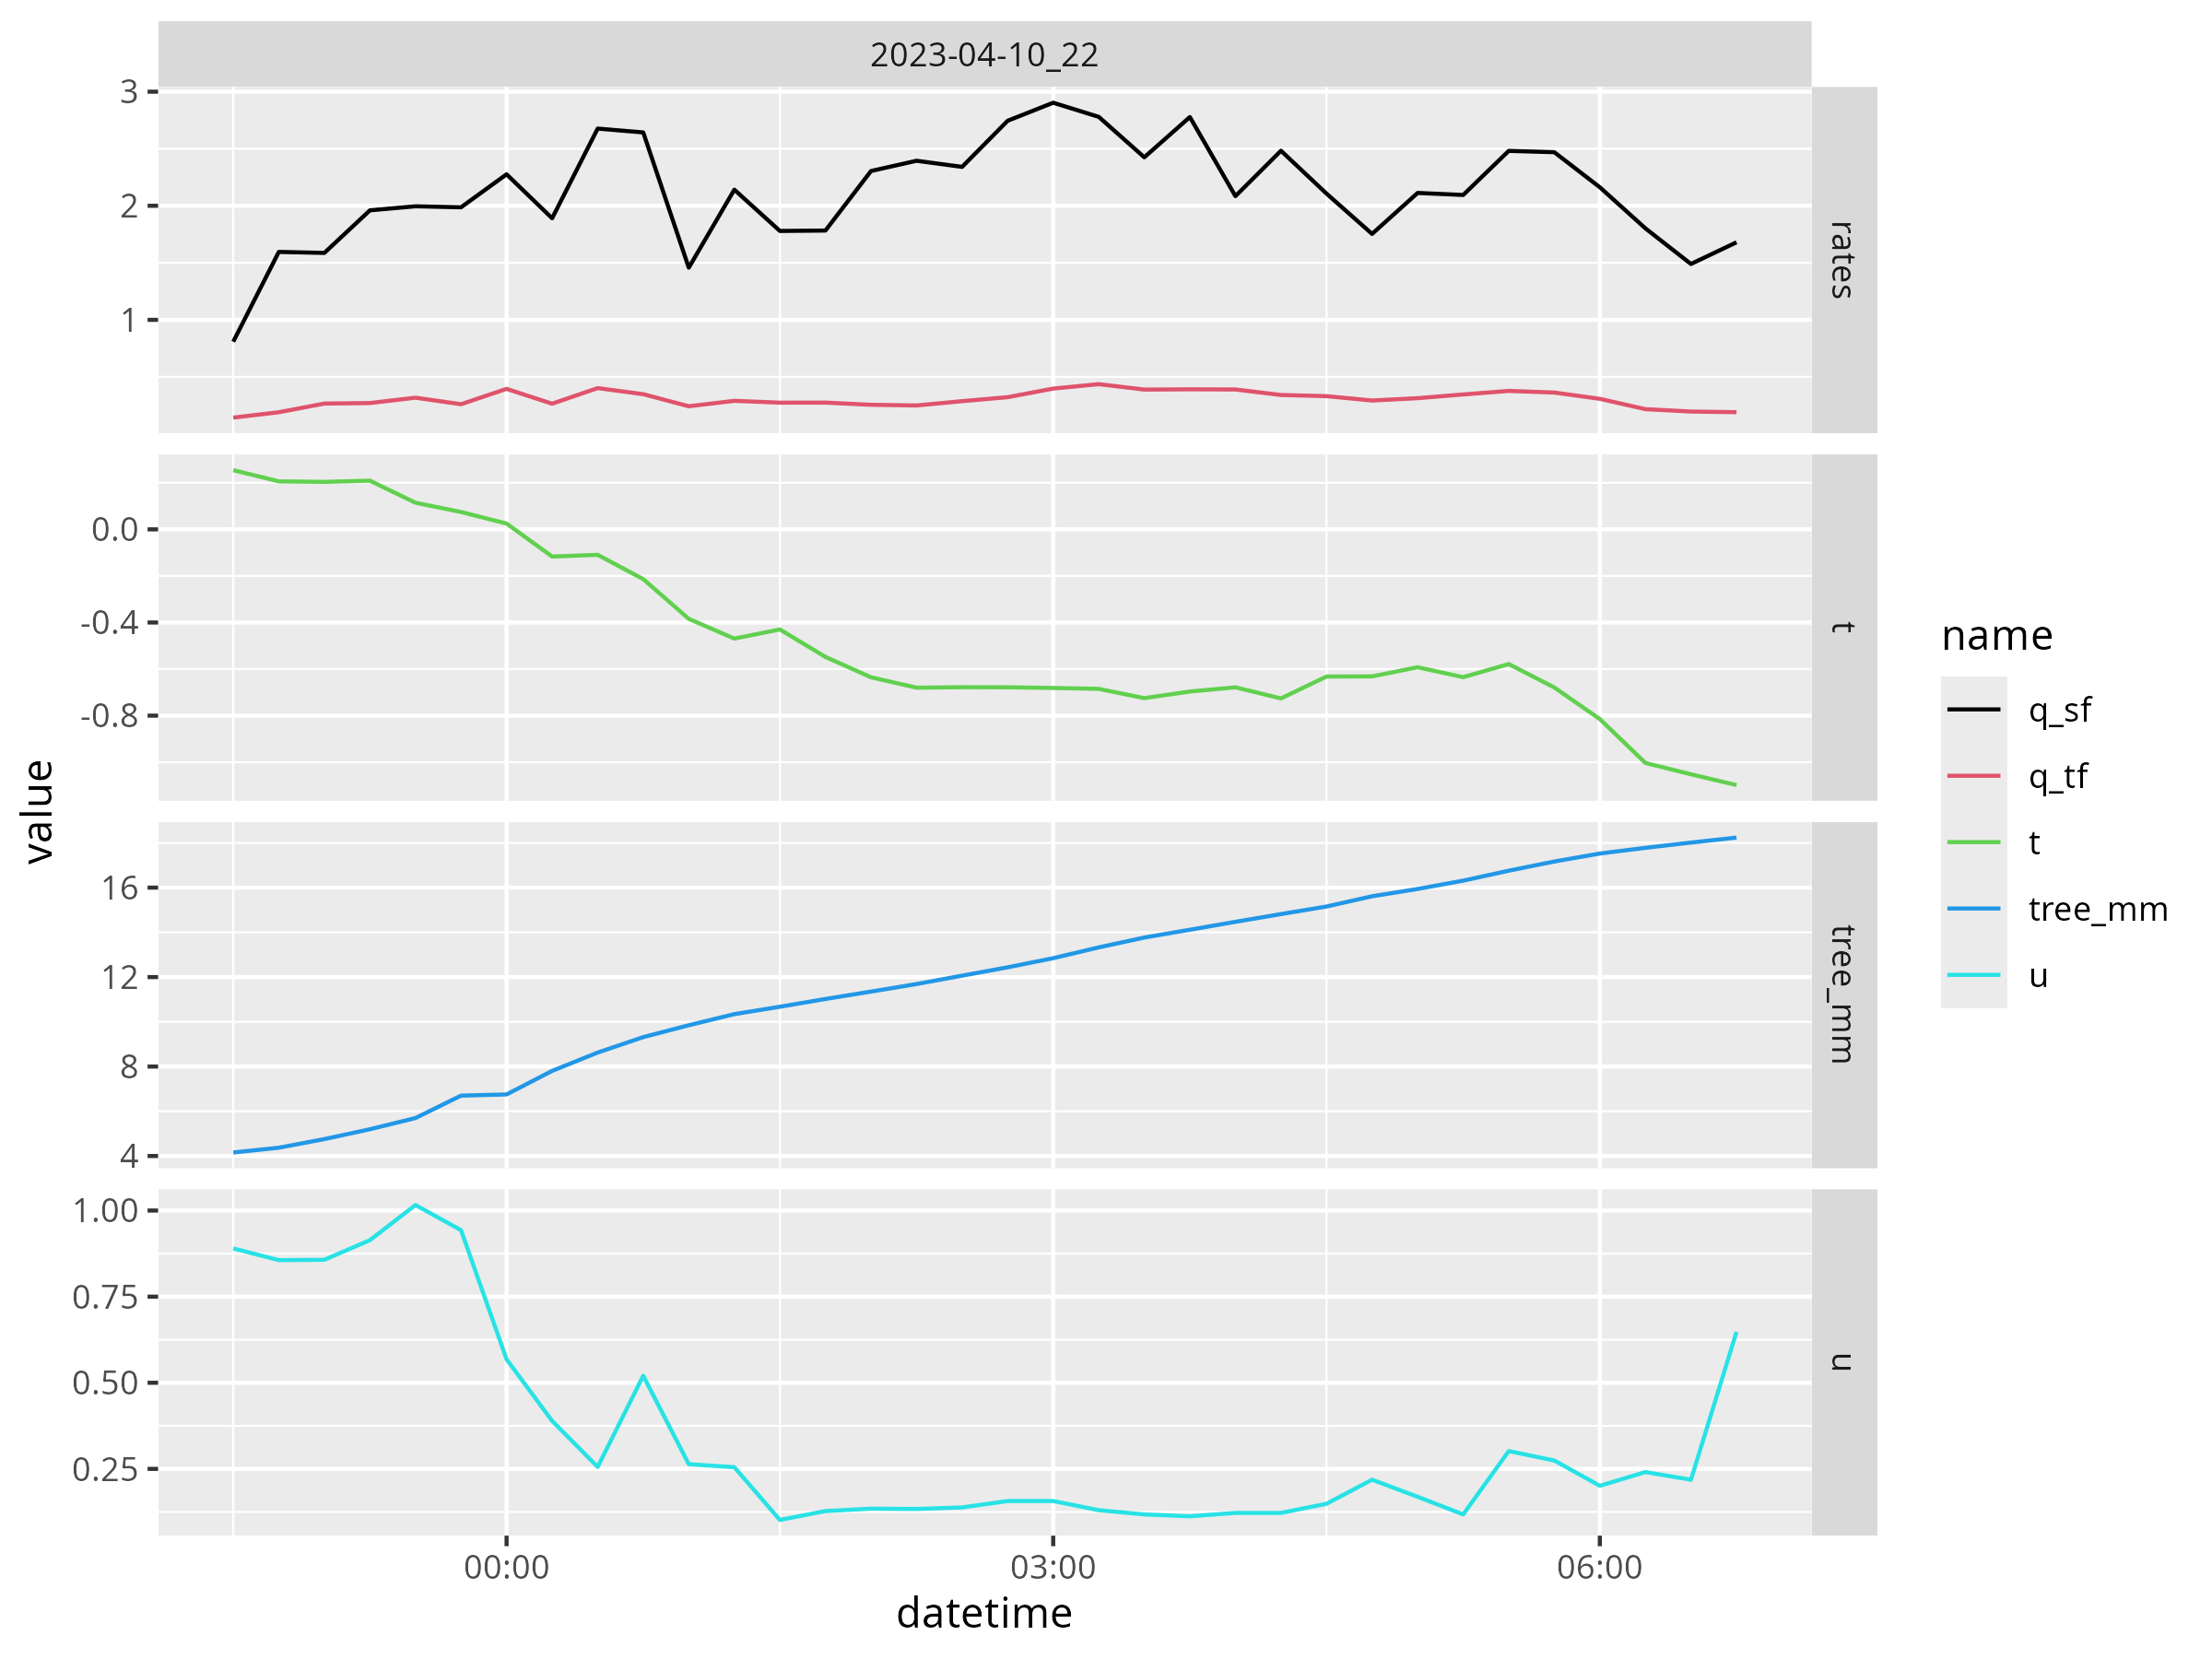 2023-04-10_22
3
2
1
rates
0.0
-0.4
-0.8
t
16
12
8
4
tree_mm
1.00
0.75
0.50
0.25
u
00:00
03:00
06:00
datetime
value
name
q_sf
q_tf
t
tree_mm
u